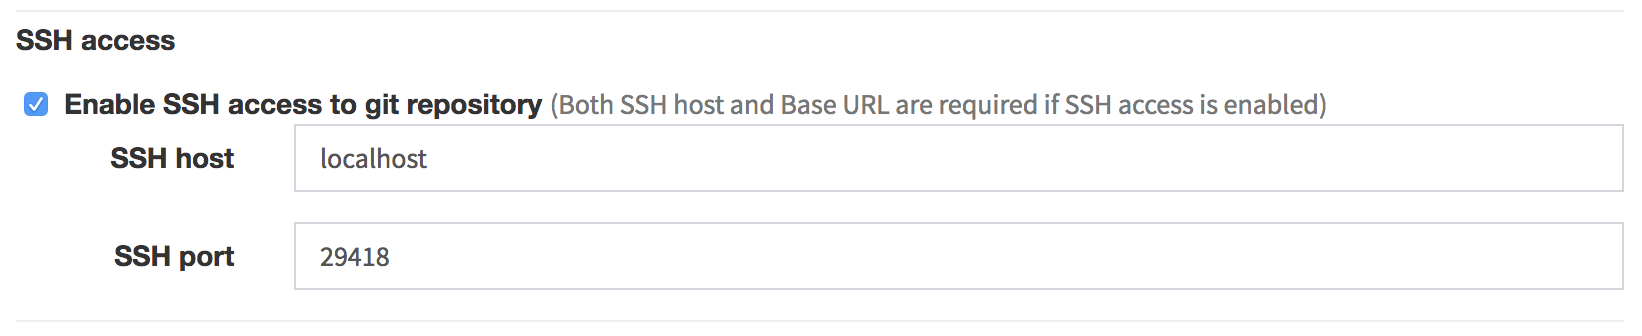 SSH access
Enable SSH access to git repository (Both SSH host and Base URL are required if SSH access is enabled)
SSH host localhost
SSH port 29418